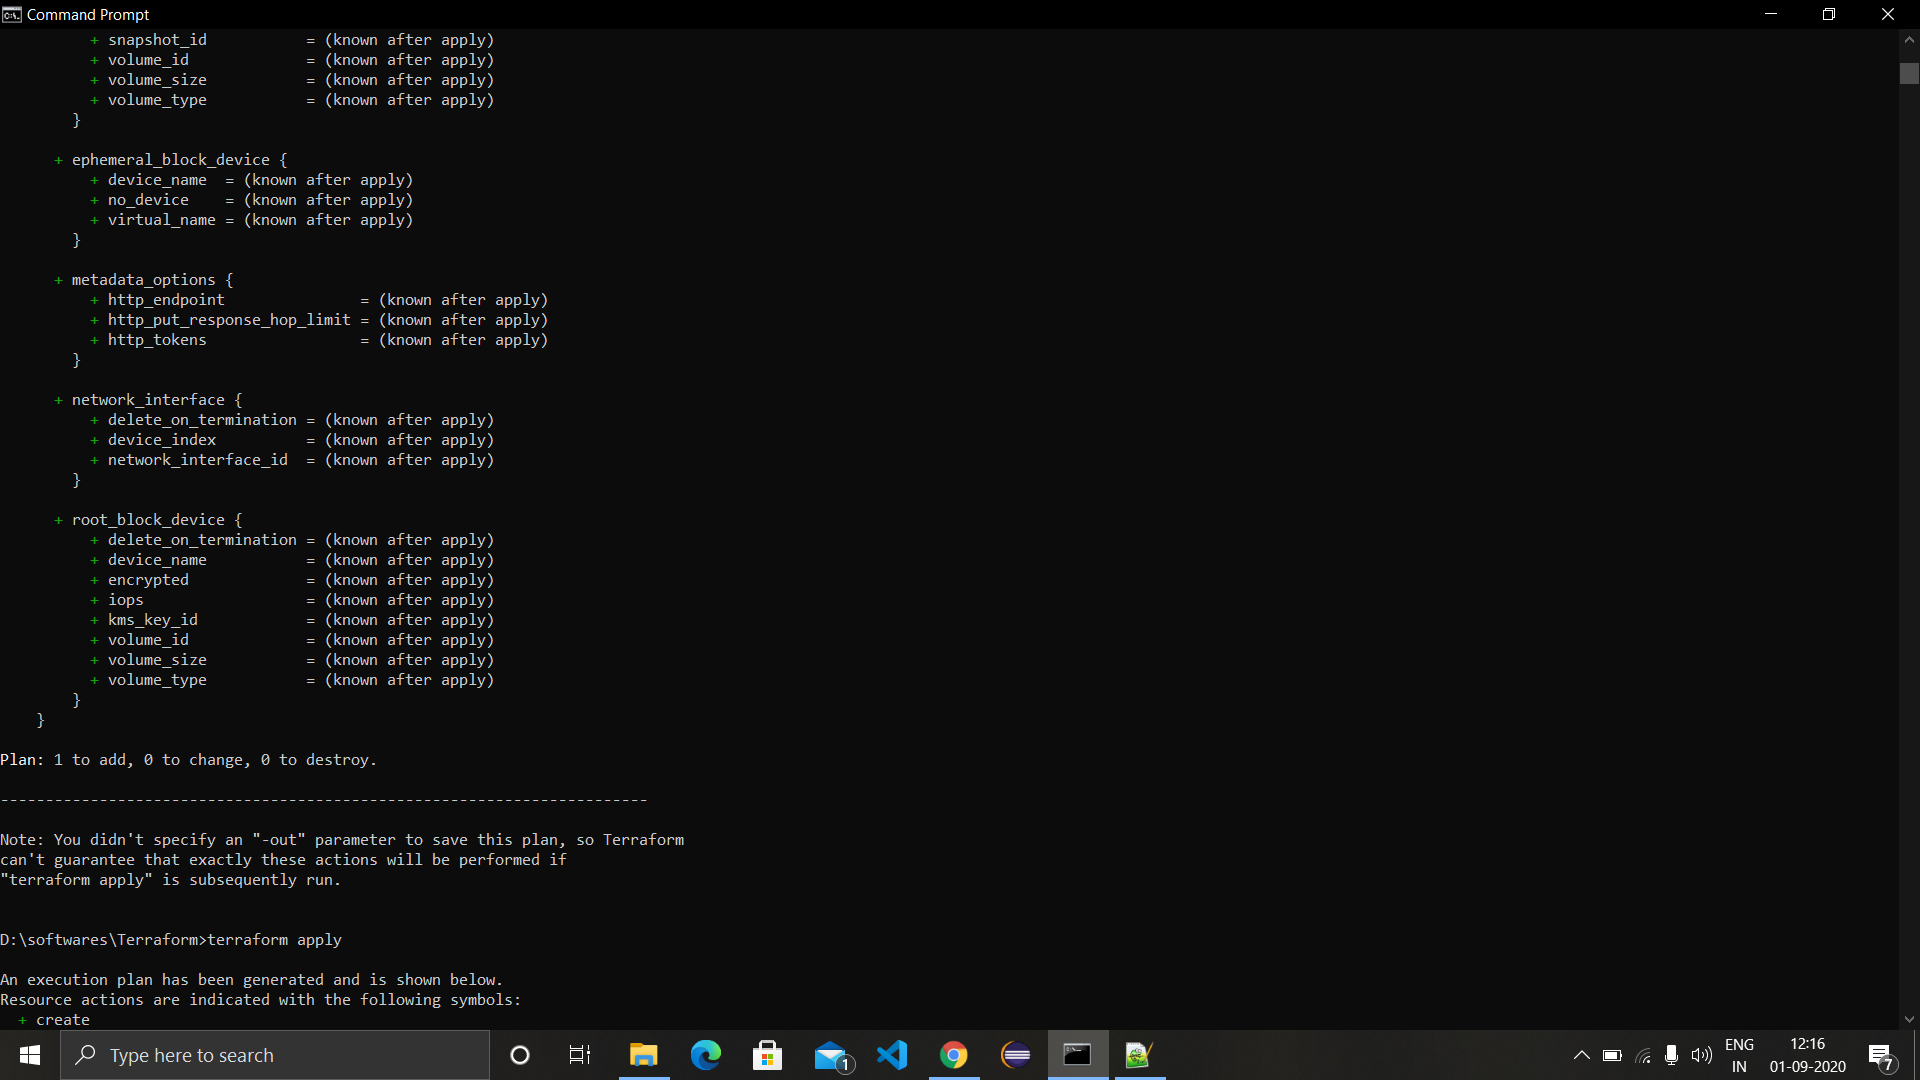 Command Prompt
+ snapshot_id = (known after apply)
+ volume_id = (known after apply)
+ volume_size = (known after apply)
+ volume_type = (known after apply)
}
+ ephemeral_block_device {
+ device_name = (known after apply)
+ no_device = (known after apply)
+ virtual_name = (known after apply)
}
+ metadata_options {
+ http_endpoint = (known after apply)
+ http_put_response_hop_limit = (known after apply)
+ http_tokens = (known after apply)
}
+ network_interface {
+ delete_on_termination = (known after apply)
+ device_index = (known after apply)
+ network_interface_id = (known after apply)
}
+ root_block_device {
+ delete_on_termination = (known after apply)
+ device_name = (known after apply)
+ encrypted = (known after apply)
+ iops = (known after apply)
+ kms_key_id = (known after apply)
+ volume_id = (known after apply)
+ volume_size = (known after apply)
+ volume_type = (known after apply)
}
}
Plan: 1 to add, 0 to change, 0 to destroy.
------------------------------------------------------------------------
Note: You didn't specify an "-out" parameter to save this plan, so Terraform
can't guarantee that exactly these actions will be performed if
"terraform apply" is subsequently run.
D:\softwares\Terraform>terraform apply
An execution plan has been generated and is shown below.
Resource actions are indicated with the following symbols:
+ create
Type here to search
1
ENG
IN
12:16
01-09-2020
7